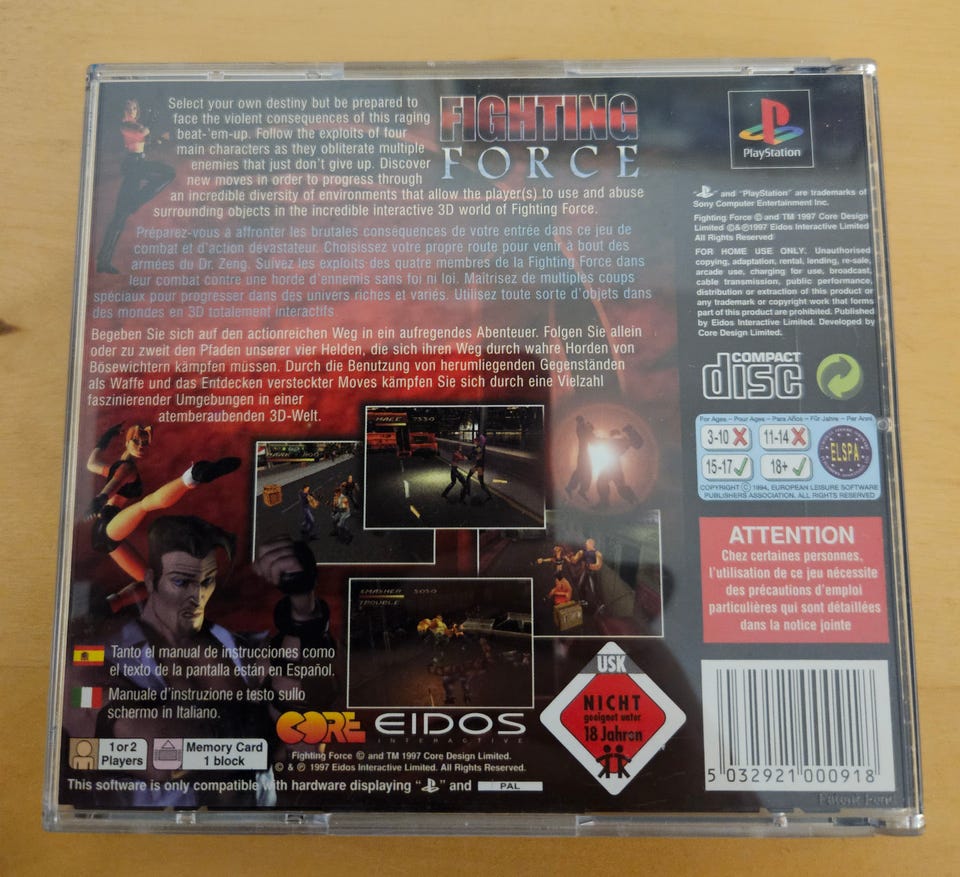 Select your own destiny but be prepared to
face the violent consequences of this raging
beat-'em-up. Follow the exploits of four
main characters as they obliterate multiple
enemies that just don't give up. Discover
new moves in order to progress through
an incredible diversity of environments that allow the player(s) to use and abuse
surrounding objects in the incredible interactive 3D world of Fighting Force.
FIGHTING
FORCE
PlayStation
Préparez-vous à affronter les brutales conséquences de votre entrée dans ce jeu de
combat et d'action dévastateur. Choisissez votre propre route pour venir à bout des
armées du Dr. Zeng. Suivez les exploits des quatre membres de la Fighting Force dans
leur combat contre une horde d'ennemis sans foi ni loi. Maîtrisez de multiples coups
spéciaux pour progresser dans des univers riches et variés. Utilisez toute sorte d'objets dans
des mondes en 3D totalement interactifs.
Begeben Sie sich auf den actionreichen Weg in ein aufregendes Abenteuer. Folgen Sie allein
oder zu zweit den Pfaden unserer vier Helden, die sich ihren Weg durch wahre Horden von
Bösewichtern kämpfen müssen. Durch die Benutzung von herumliegenden Gegenständen
als Waffe und das Entdecken versteckter Moves kämpfen Sie sich durch eine Vielzahl
faszinierender Umgebungen in einer
atemberaubenden 3D-Welt.
" " and "PlayStation" are trademarks of
Sony Computer Entertainment Inc.
Fighting Force © and TM 1997 Core Design
Limited ©&℗1997 Eidos Interactive Limited
All Rights Reserved
FOR HOME USE ONLY. Unauthorised
copying, adaptation, rental, lending, re-sale,
arcade use, charging for use, broadcast,
cable transmission, public performance,
distribution or extraction of this product or
any trademark or copyright work that forms
part of this product are prohibited. Published
by Eidos Interactive Limited. Developed by
Core Design Limited.
COMPACT
disc
For Ages – Pour Ages – Para Años – Für Jahre – Per Anni
3-10
11-14
15-17
18+
ELSPA
COPYRIGHT © 1994, EUROPEAN LEISURE SOFTWARE
PUBLISHERS ASSOCIATION. ALL RIGHTS RESERVED
ATTENTION
Chez certaines personnes,
l'utilisation de ce jeu nécessite
des précautions d'emploi
particulières qui sont détaillées
dans la notice jointe
SMASHER
TROUBLE
Tanto el manual de instrucciones como
el texto de la pantalla están en Español.
Manuale d'instruzione e testo sullo
schermo in Italiano.
CORE
EIDOS
INTERACTIVE
USK
NICHT
geeignet unter
18 Jahren
Fighting Force © and TM 1997 Core Design Limited.
© & ℗ 1997 Eidos Interactive Limited. All Rights Reserved.
1 or 2
Players
Memory Card
1 block
This software is only compatible with hardware displaying " " and PAL
5 032921 000918